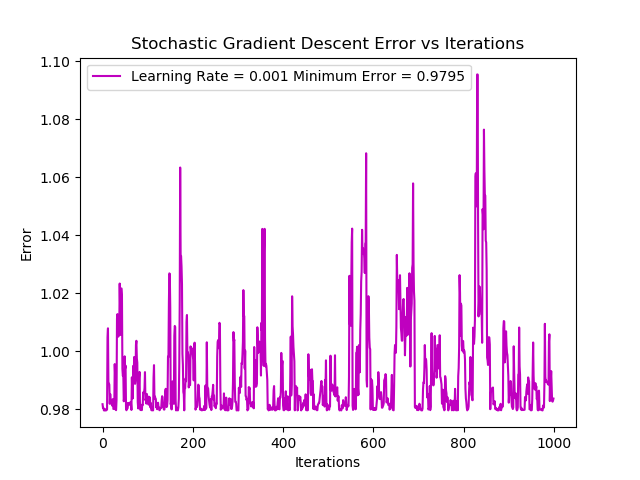 Stochastic Gradient Descent Error vs Iterations
Learning Rate = 0.001 Minimum Error = 0.9795
1.10
1.08
1.06
1.04
1.02
1.00
0.98
Error
0 200 400 600 800 1000
Iterations